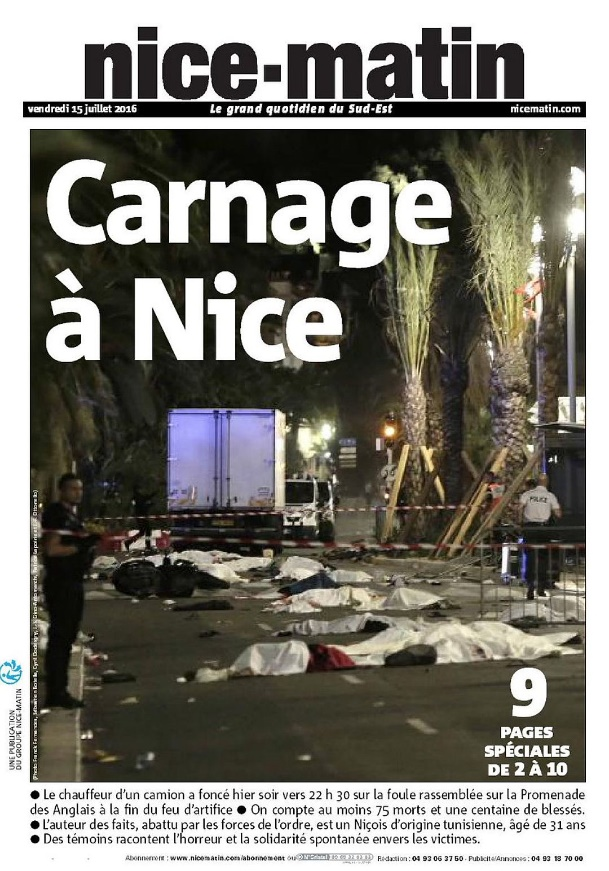 nice-matin
vendredi 15 juillet 2016
Le grand quotidien du Sud-Est
nicematin.com
Carnage
à Nice
POLICE
9
PAGES
SPÉCIALES
DE 2 À 10
UNE PUBLICATION
DU GROUPE NICE-MATIN
● Le chauffeur d'un camion a foncé hier soir vers 22 h 30 sur la foule rassemblée sur la Promenade
des Anglais à la fin du feu d'artifice ● On compte au moins 75 morts et une centaine de blessés.
● L'auteur des faits, abattu par les forces de l'ordre, est un Niçois d'origine tunisienne, âgé de 31 ans
● Des témoins racontent l'horreur et la solidarité spontanée envers les victimes.
Abonnement : www.nicematin.com/abonnement ou
Rédaction : 04 93 06 37 50 - Publicité/Annonces : 04 93 18 70 00